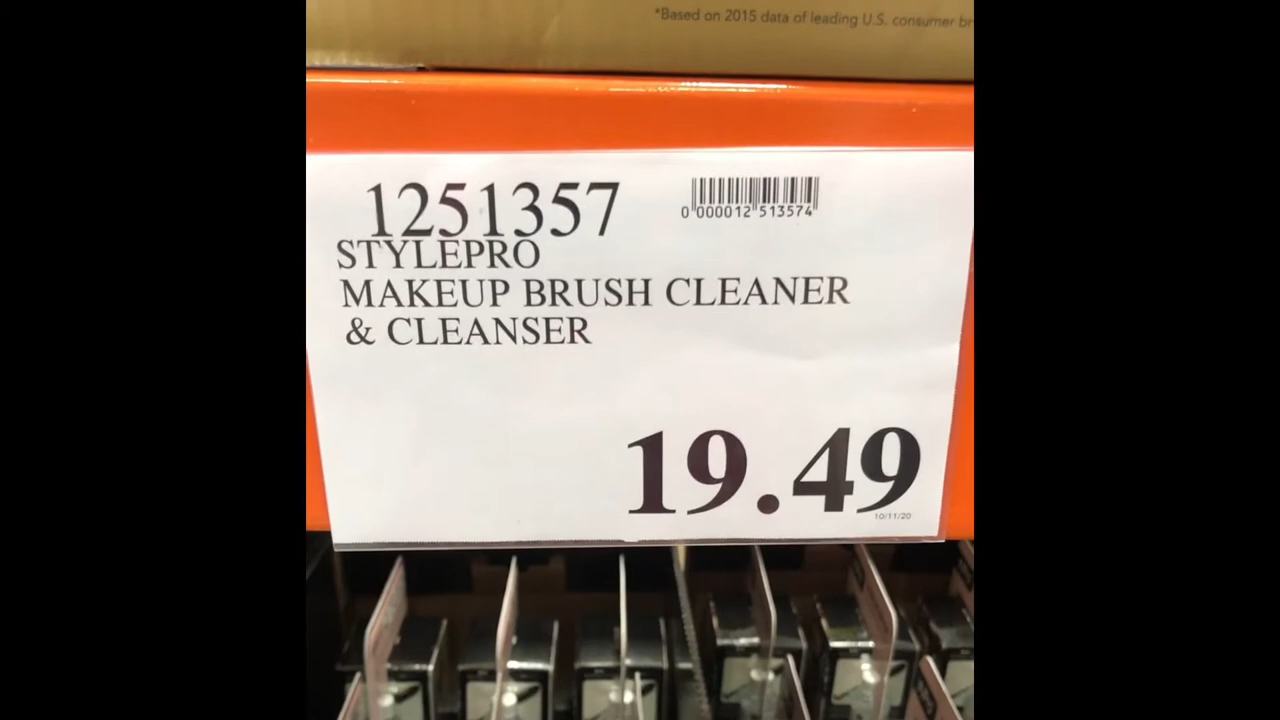 *Based on 2015 data of leading U.S. consumer
1251357
0 000012 513574
STYLEPRO
MAKEUP BRUSH CLEANER
& CLEANSER
19.49
10/11/20